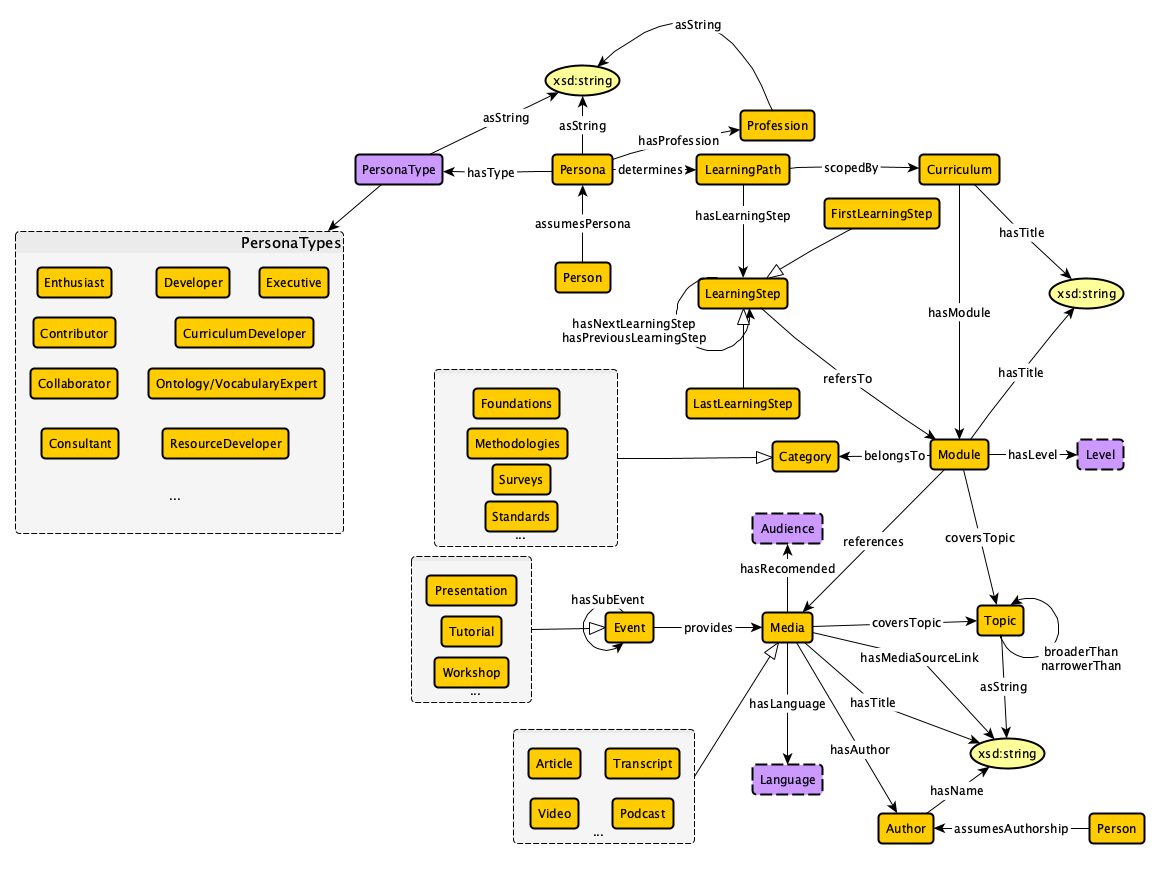 asString
xsd:string
asString
asString
Profession
hasProfession
PersonaType
hasType
Persona
determines
LearningPath
scopedBy
Curriculum
assumesPersona
hasLearningStep
FirstLearningStep
hasTitle
PersonaTypes
Enthusiast
Developer
Executive
Person
LearningStep
xsd:string
hasModule
Contributor
CurriculumDeveloper
hasNextLearningStep
hasPreviousLearningStep
Collaborator
Ontology/VocabularyExpert
refersTo
hasTitle
Foundations
LastLearningStep
Consultant
ResourceDeveloper
Methodologies
Category
belongsTo
Module
hasLevel
Level
Surveys
...
Standards
...
Audience
references
coversTopic
hasRecomended
Presentation
hasSubEvent
Event
provides
Media
coversTopic
Topic
Tutorial
broaderThan
narrowerThan
hasMediaSourceLink
Workshop
...
asString
hasLanguage
hasTitle
hasAuthor
xsd:string
Article
Transcript
Language
hasName
Video
Podcast
...
Author
assumesAuthorship
Person